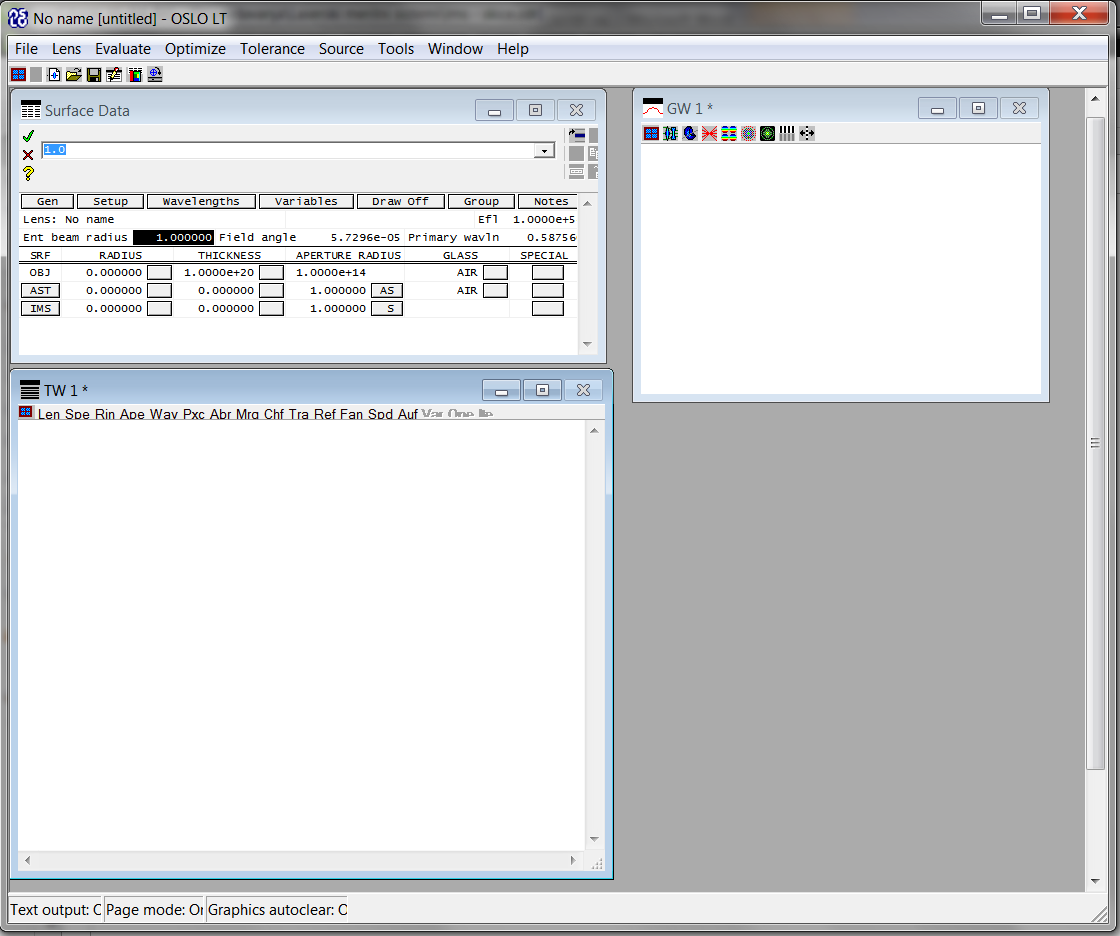 No name [untitled] - OSLO LT
File Lens Evaluate Optimize Tolerance Source Tools Window Help
Surface Data
1.0
Gen Setup Wavelengths Variables Draw Off Group Notes
Lens: No name Efl 1.0000e+5
Ent beam radius 1.000000 Field angle 5.7296e-05 Primary wavln 0.58756
SRF RADIUS THICKNESS APERTURE RADIUS GLASS SPECIAL
OBJ 0.000000 1.0000e+20 1.0000e+14 AIR
AST 0.000000 0.000000 1.000000 AS AIR
IMS 0.000000 0.000000 1.000000 S
GW 1 *
TW 1 *
Len Spe Rin Ape Wav Pxc Abr Mrg Chf Tra Ref Fan Spd Auf Var Ope Ite
Text output: O Page mode: On Graphics autoclear: O